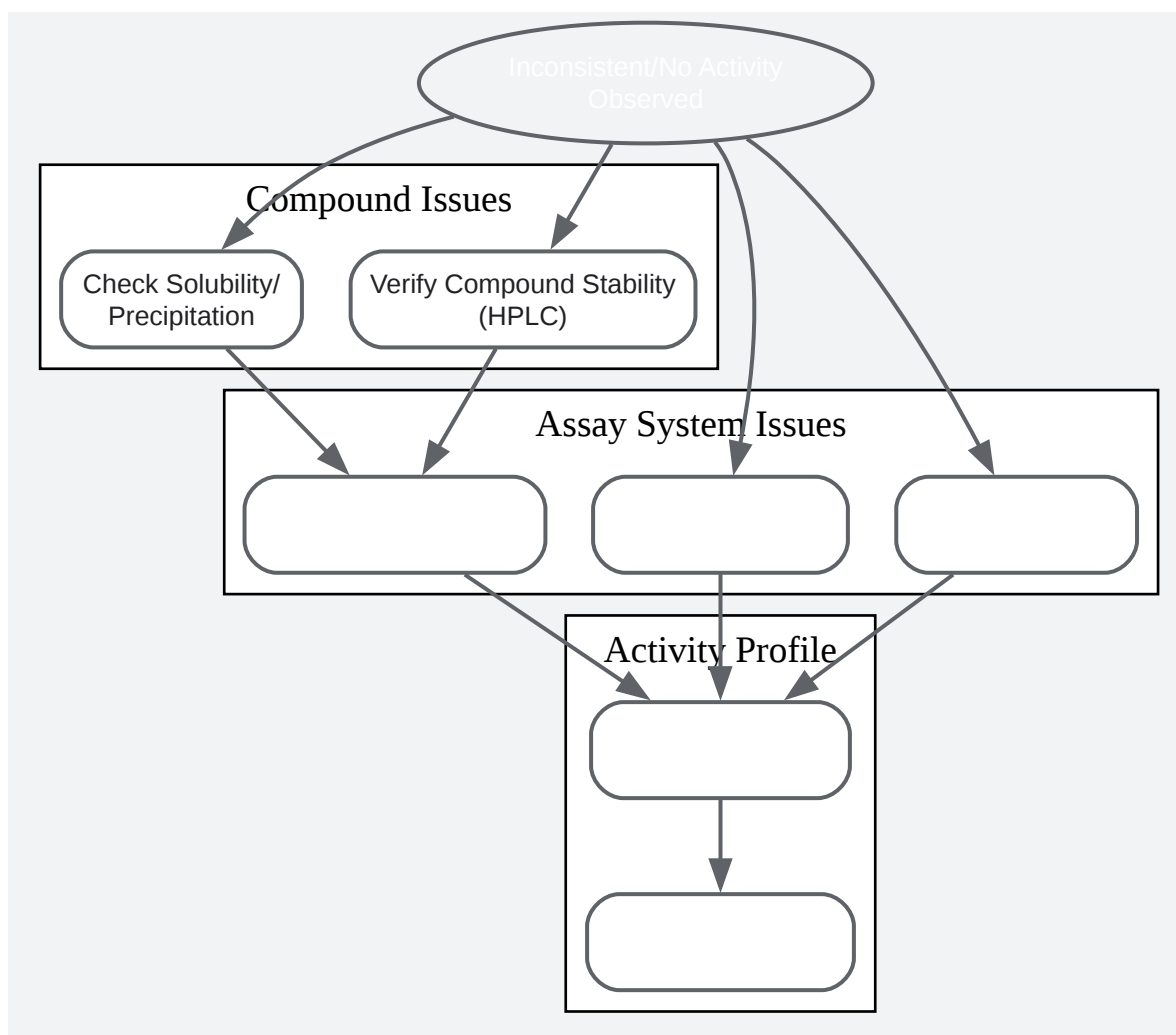 Inconsistent/No Activity
Observed
Compound Issues
Check Solubility/
Precipitation
Verify Compound Stability
(HPLC)
Assay System Issues
Activity Profile